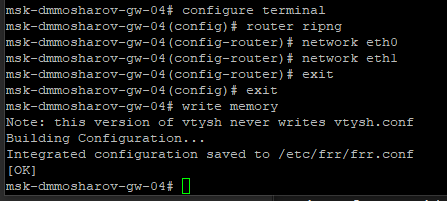 msk-dmmosharov-gw-04# configure terminal
msk-dmmosharov-gw-04(config)# router ripng
msk-dmmosharov-gw-04(config-router)# network eth0
msk-dmmosharov-gw-04(config-router)# network eth1
msk-dmmosharov-gw-04(config-router)# exit
msk-dmmosharov-gw-04(config)# exit
msk-dmmosharov-gw-04# write memory
Note: this version of vtysh never writes vtysh.conf
Building Configuration...
Integrated configuration saved to /etc/frr/frr.conf
[OK]
msk-dmmosharov-gw-04#